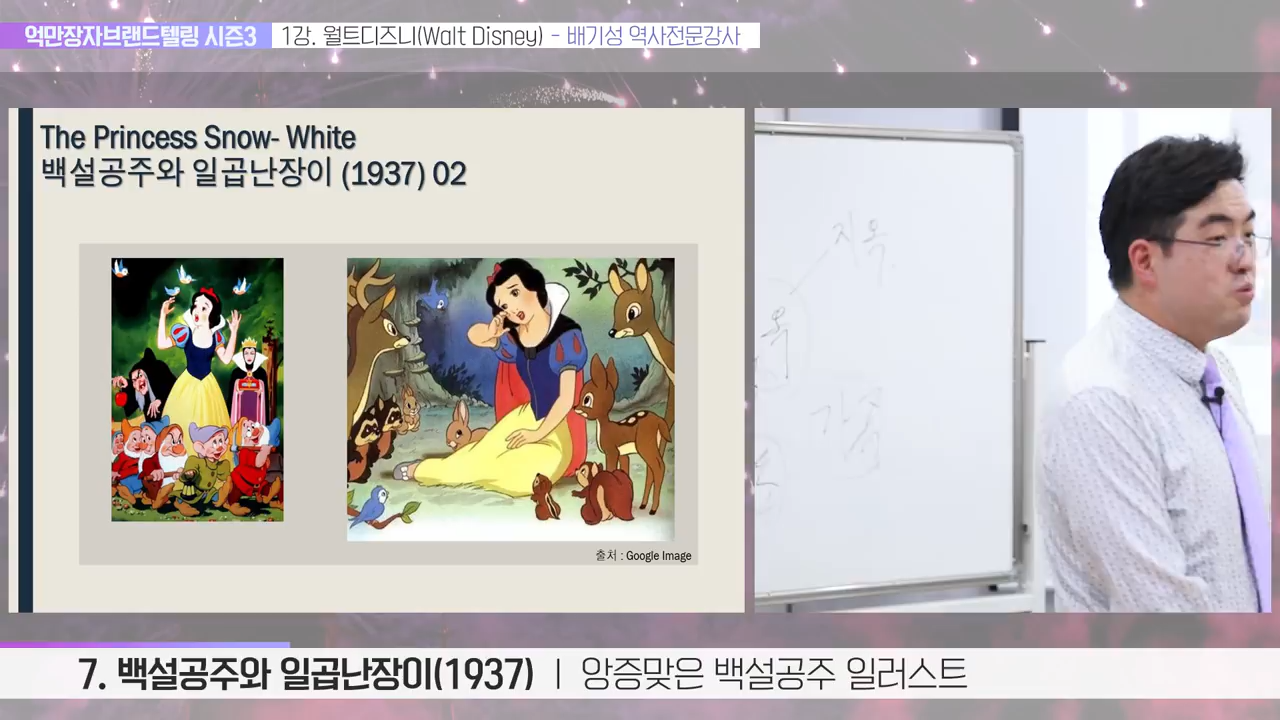 억만장자브랜드텔링 시즌3 1강. 월트디즈니(Walt Disney) - 배기성 역사전문강사
The Princess Snow- White
백설공주와 일곱난장이 (1937) 02
지옥
출처 : Google Image
7. 백설공주와 일곱난장이(1937) ㅣ 앙증맞은 백설공주 일러스트